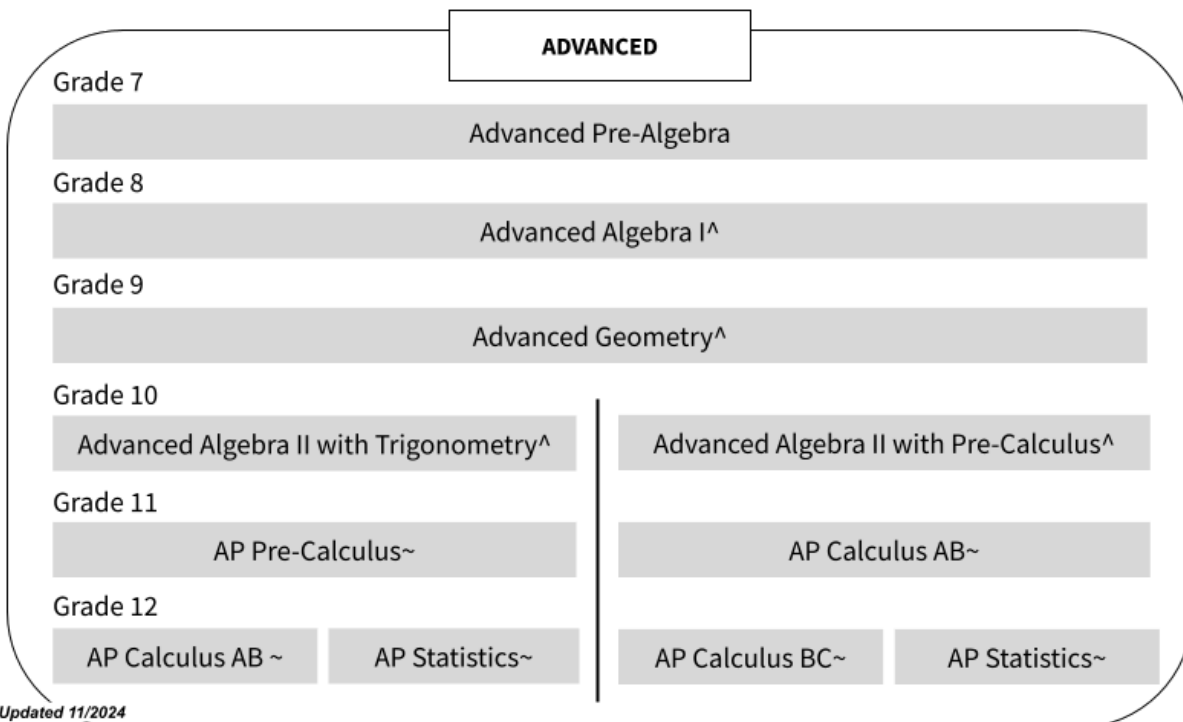 ADVANCED
Grade 7
Advanced Pre-Algebra
Grade 8
Advanced Algebra I^
Grade 9
Advanced Geometry^
Grade 10
Advanced Algebra II with Trigonometry^
Advanced Algebra II with Pre-Calculus^
Grade 11
AP Pre-Calculus~
AP Calculus AB~
Grade 12
AP Calculus AB ~
AP Statistics~
AP Calculus BC~
AP Statistics~
Updated 11/2024